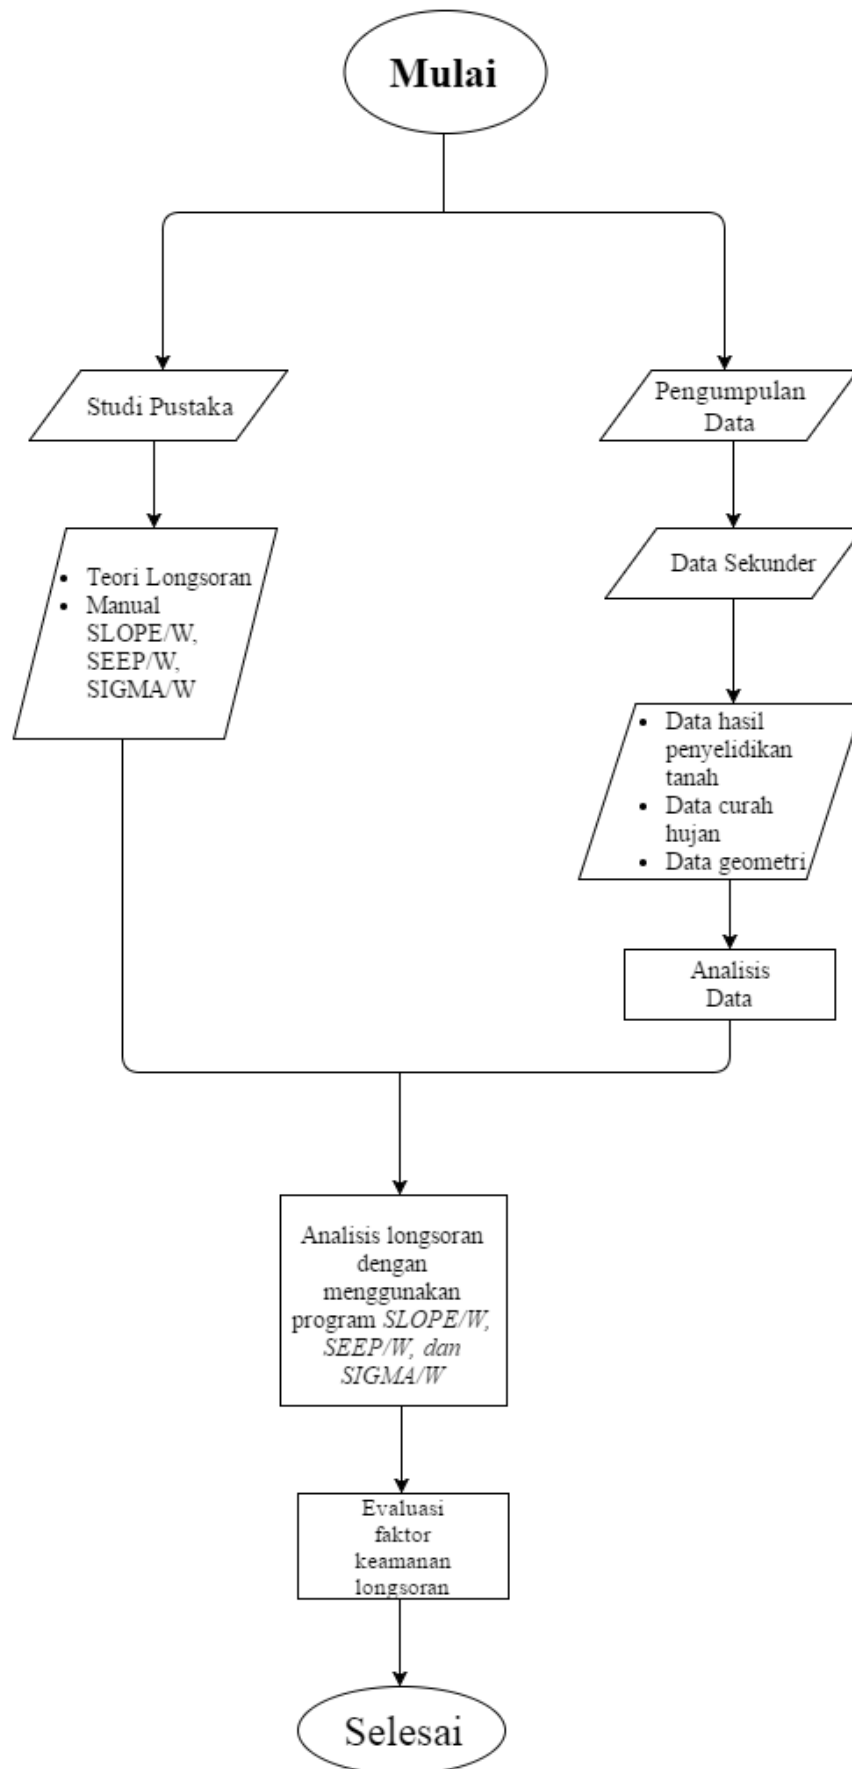 Mulai
Studi Pustaka
Pengumpulan
Data
• Teori Longsoran
• Manual
SLOPE/W,
SEEP/W,
SIGMA/W
Data Sekunder
• Data hasil
penyelidikan
tanah
• Data curah
hujan
• Data geometri
Analisis
Data
Analisis longsoran
dengan
menggunakan
program SLOPE/W,
SEEP/W, dan
SIGMA/W
Evaluasi
faktor
keamanan
longsoran
Selesai